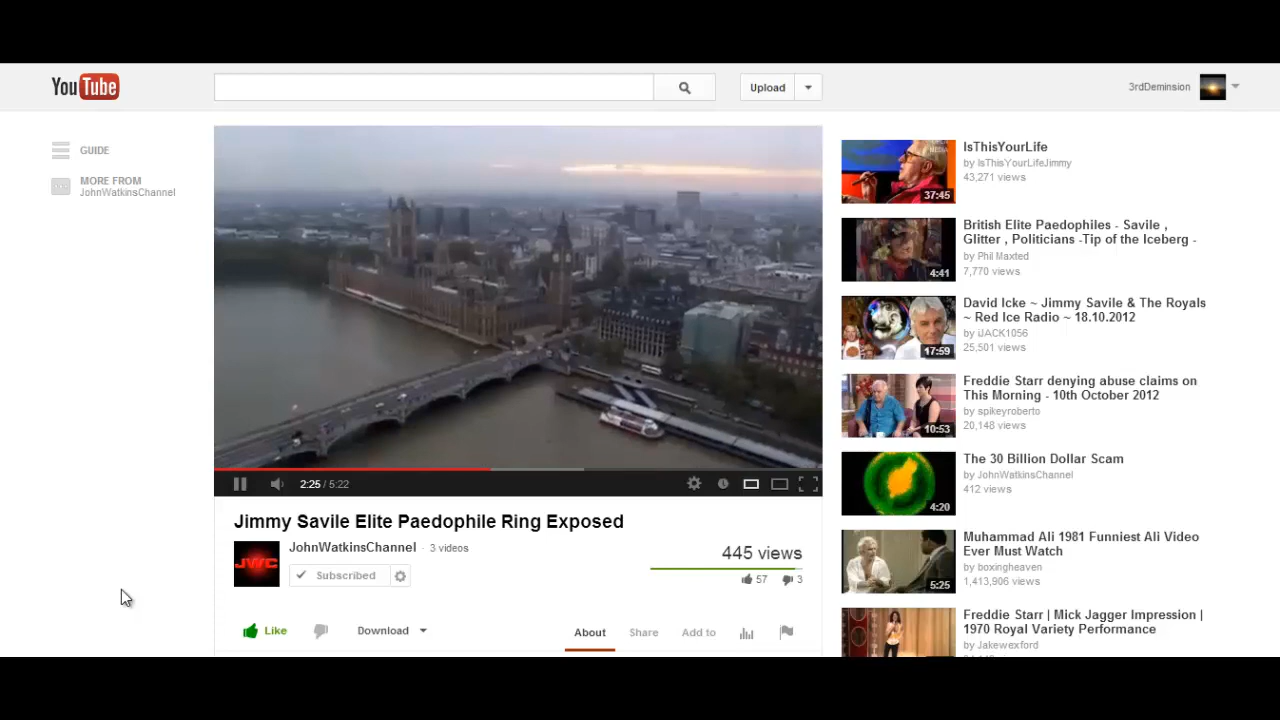 YouTube
Upload
3rdDeminsion
GUIDE
MORE FROM
JohnWatkinsChannel
2:25 / 5:22
Jimmy Savile Elite Paedophile Ring Exposed
JohnWatkinsChannel · 3 videos
JWC
Subscribed
445 views
57
3
Like
Download
About
Share
Add to
37:45
IsThisYourLife
by IsThisYourLifeJimmy
43,271 views
4:41
British Elite Paedophiles - Savile ,
Glitter , Politicians -Tip of the Iceberg -
by Phil Maxted
7,770 views
17:59
David Icke ~ Jimmy Savile & The Royals
~ Red Ice Radio ~ 18.10.2012
by iJACK1056
25,501 views
10:53
Freddie Starr denying abuse claims on
This Morning - 10th October 2012
by spikeyroberto
20,148 views
4:20
The 30 Billion Dollar Scam
by JohnWatkinsChannel
412 views
5:25
Muhammad Ali 1981 Funniest Ali Video
Ever Must Watch
by boxingheaven
1,413,906 views
Freddie Starr | Mick Jagger Impression |
1970 Royal Variety Performance
by Jakewexford